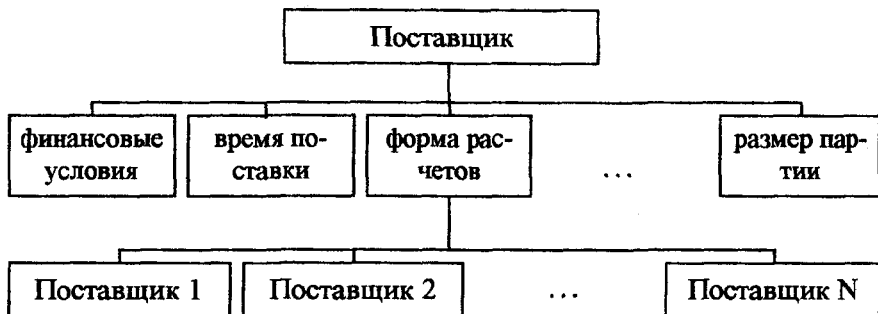 Поставщик
финансовые время по- форма рас- размер пар-
условия ставки четов ... тии
Поставщик 1 Поставщик 2 ... Поставщик N